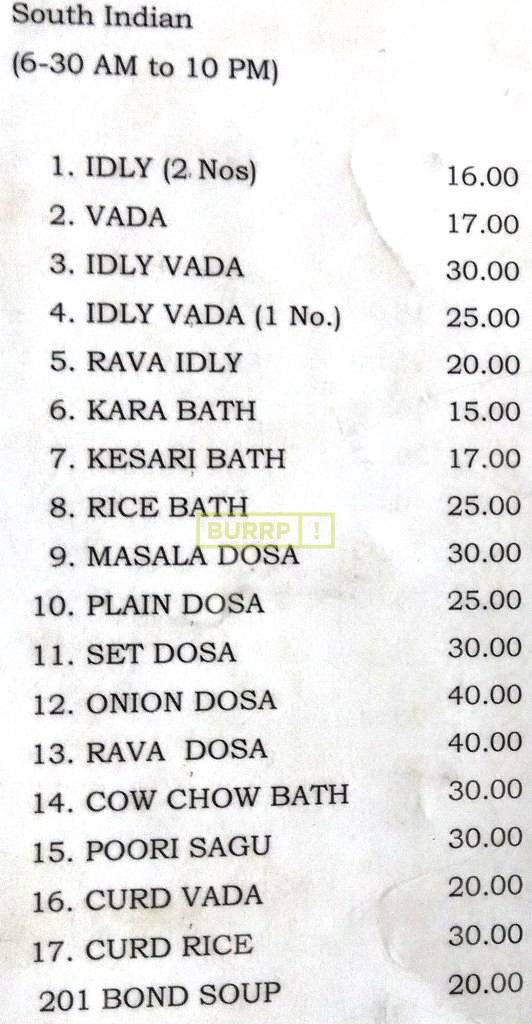 South Indian
(6-30 AM to 10 PM)
1. IDLY (2 Nos) 16.00
2. VADA 17.00
3. IDLY VADA 30.00
4. IDLY VADA (1 No.) 25.00
5. RAVA IDLY 20.00
6. KARA BATH 15.00
7. KESARI BATH 17.00
8. RICE BATH 25.00
BURRP !
9. MASALA DOSA 30.00
10. PLAIN DOSA 25.00
11. SET DOSA 30.00
12. ONION DOSA 40.00
13. RAVA DOSA 40.00
14. COW CHOW BATH 30.00
15. POORI SAGU 30.00
16. CURD VADA 20.00
17. CURD RICE 30.00
201 BOND SOUP 20.00